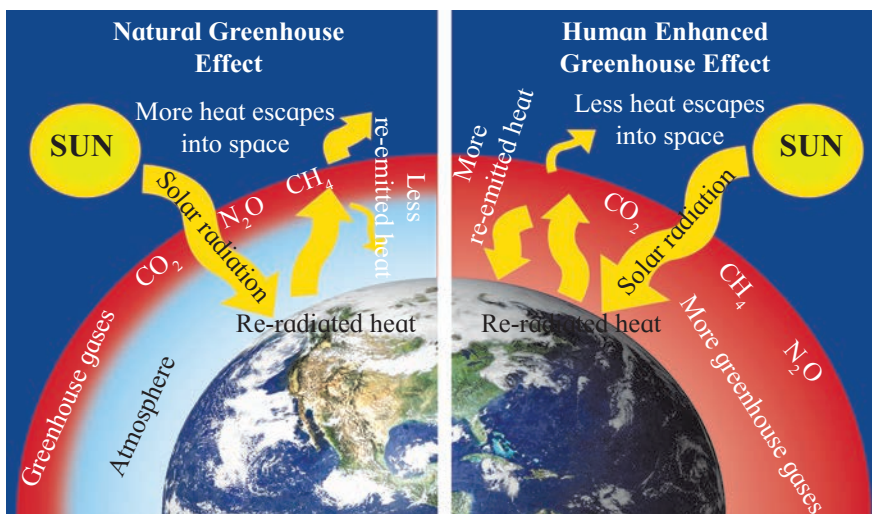 Natural Greenhouse
Effect
More heat escapes
into space
SUN
Solar radiation
CO₂
N₂O
CH₄
Less
re-emitted heat
Re-radiated heat
Greenhouse gases
Atmosphere
Human Enhanced
Greenhouse Effect
Less heat escapes
into space
SUN
More
re-emitted heat
Solar radiation
CO₂
CH₄
N₂O
Re-radiated heat
More greenhouse gases